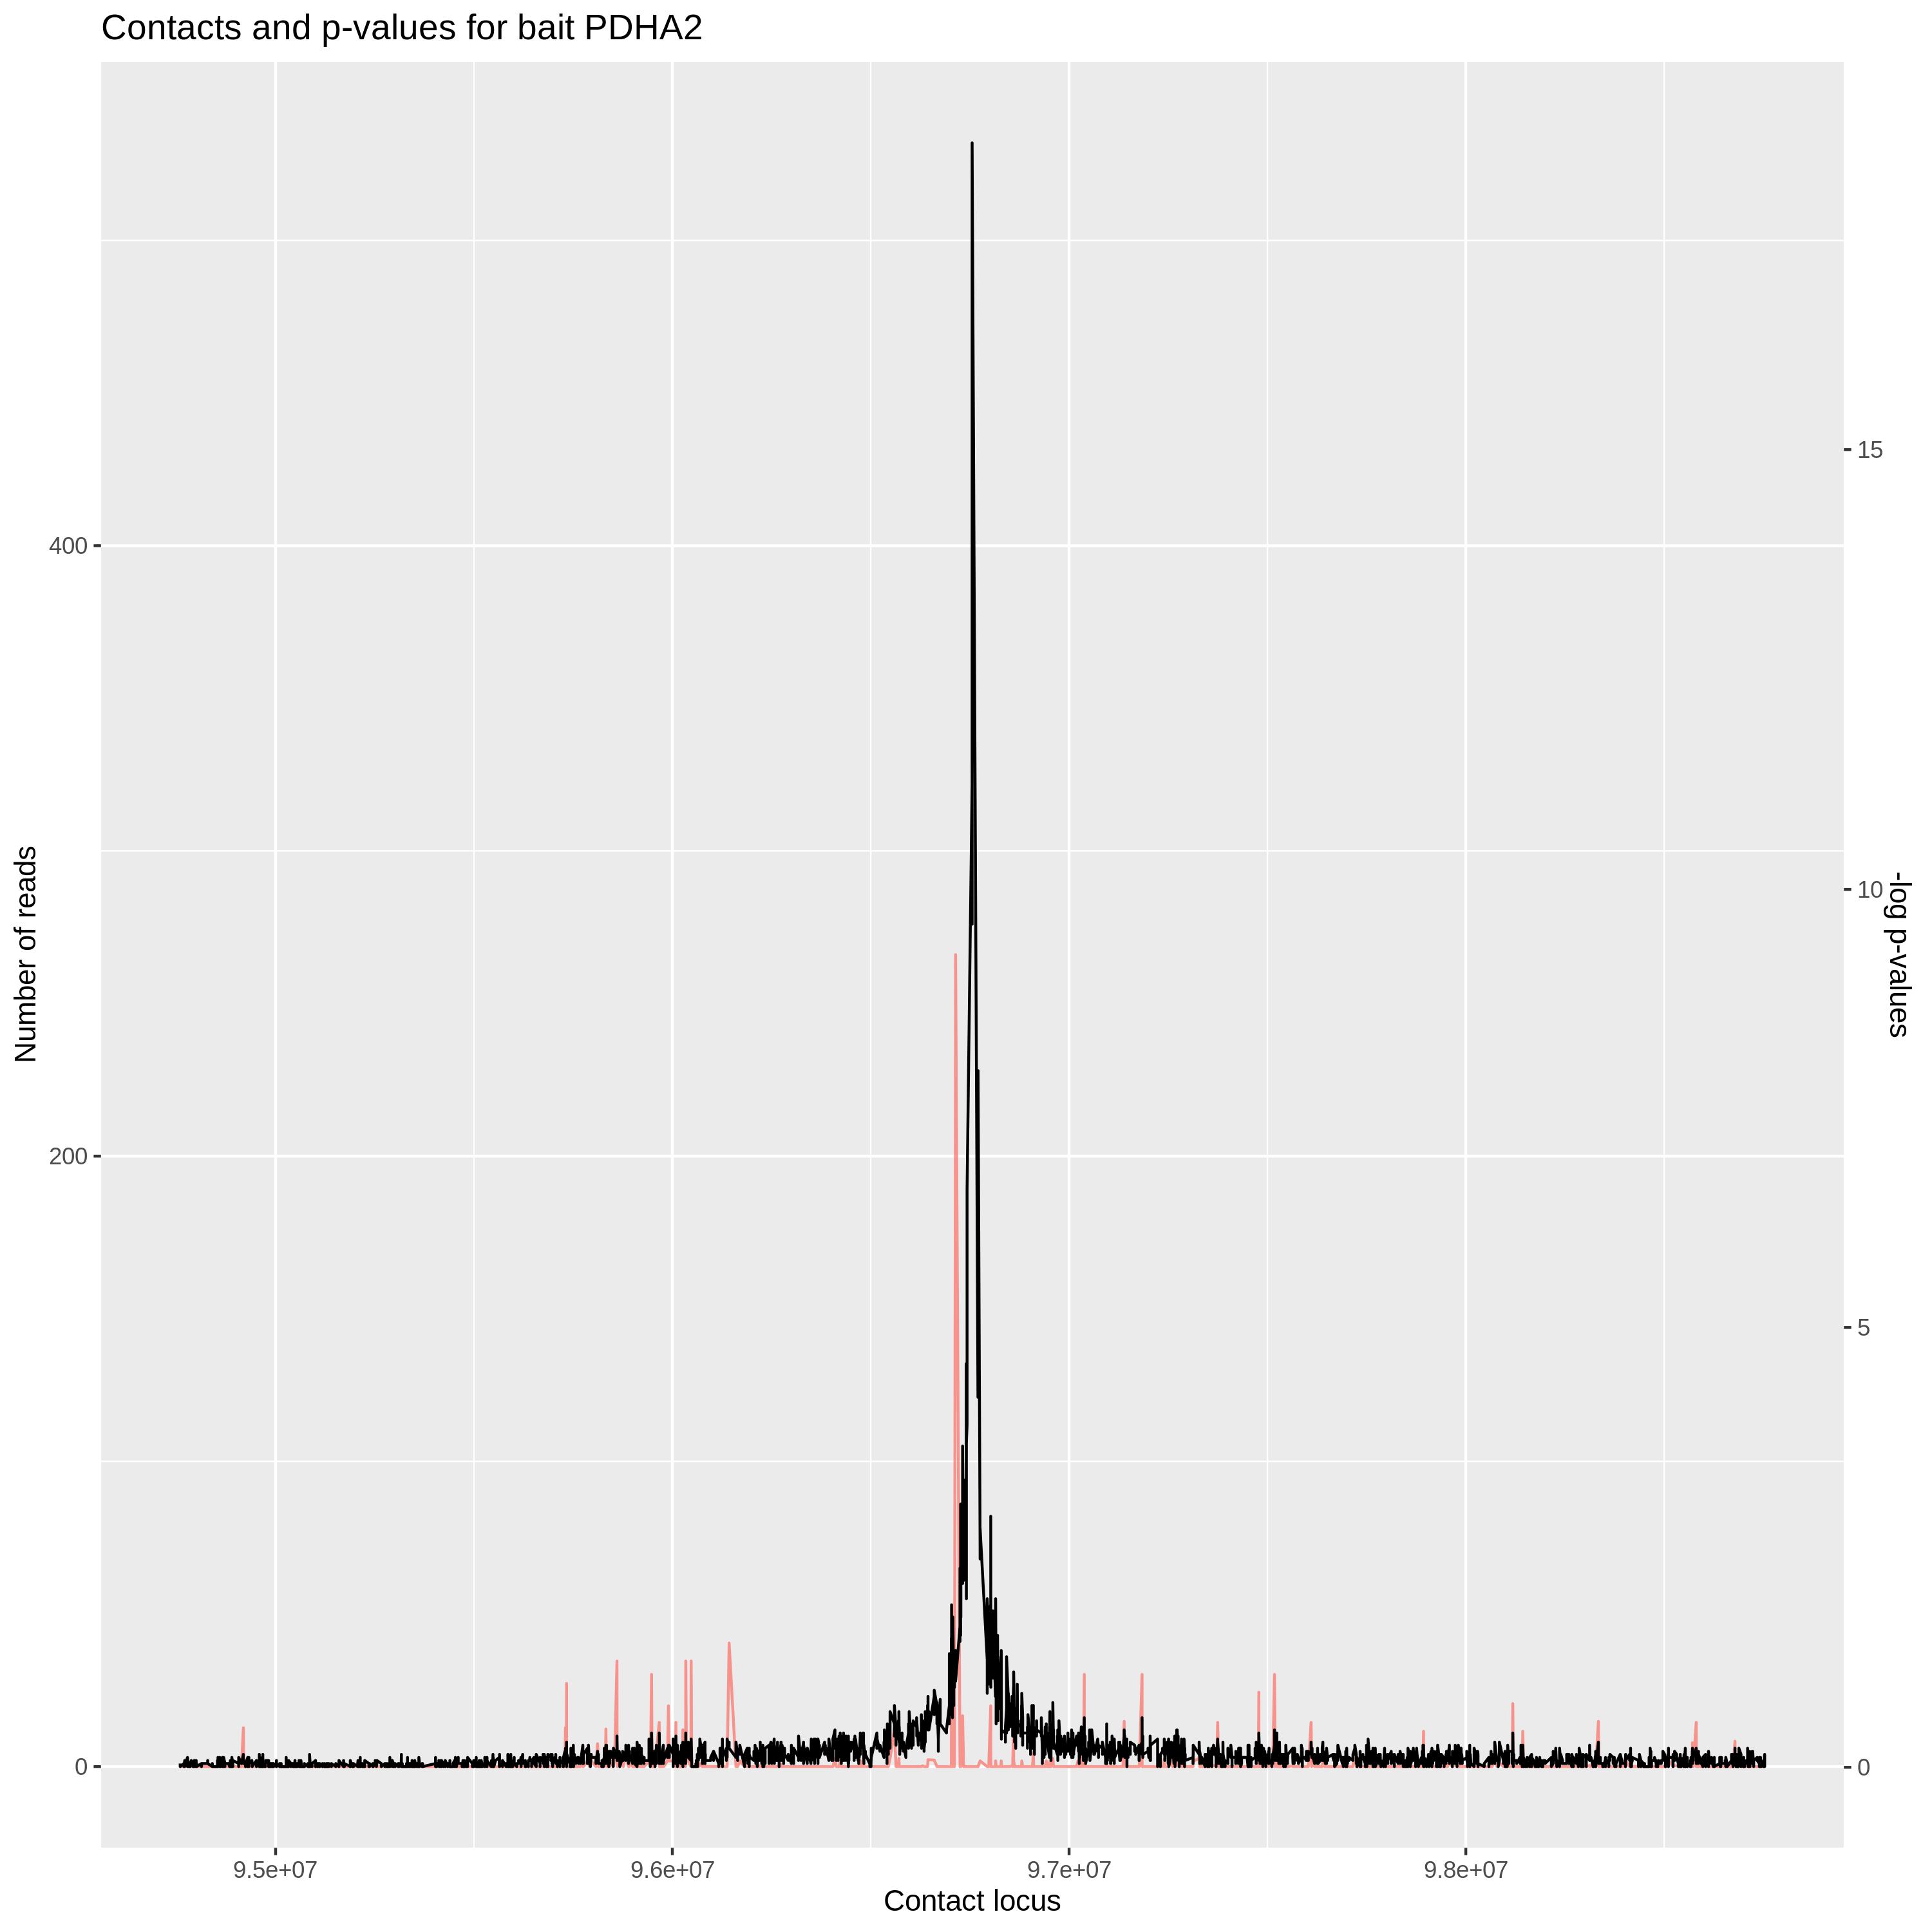 Contacts and p-values for bait PDHA2
Number of reads
400
200
0
15
10
5
0
-log p-values
9.5e+07
9.6e+07
9.7e+07
9.8e+07
Contact locus